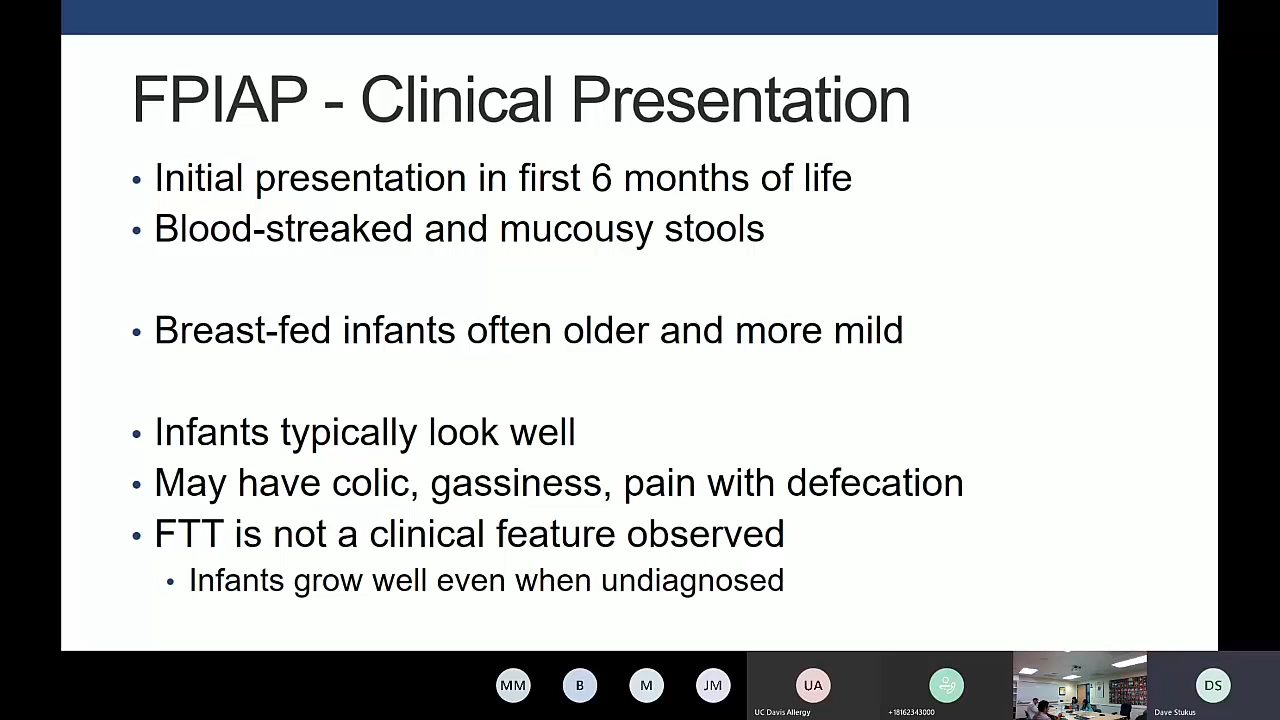 FPIAP - Clinical Presentation
• Initial presentation in first 6 months of life
• Blood-streaked and mucousy stools
• Breast-fed infants often older and more mild
• Infants typically look well
• May have colic, gassiness, pain with defecation
• FTT is not a clinical feature observed
• Infants grow well even when undiagnosed
MM B M JM UA DS
UC Davis Allergy +18162343000 Dave Stukus